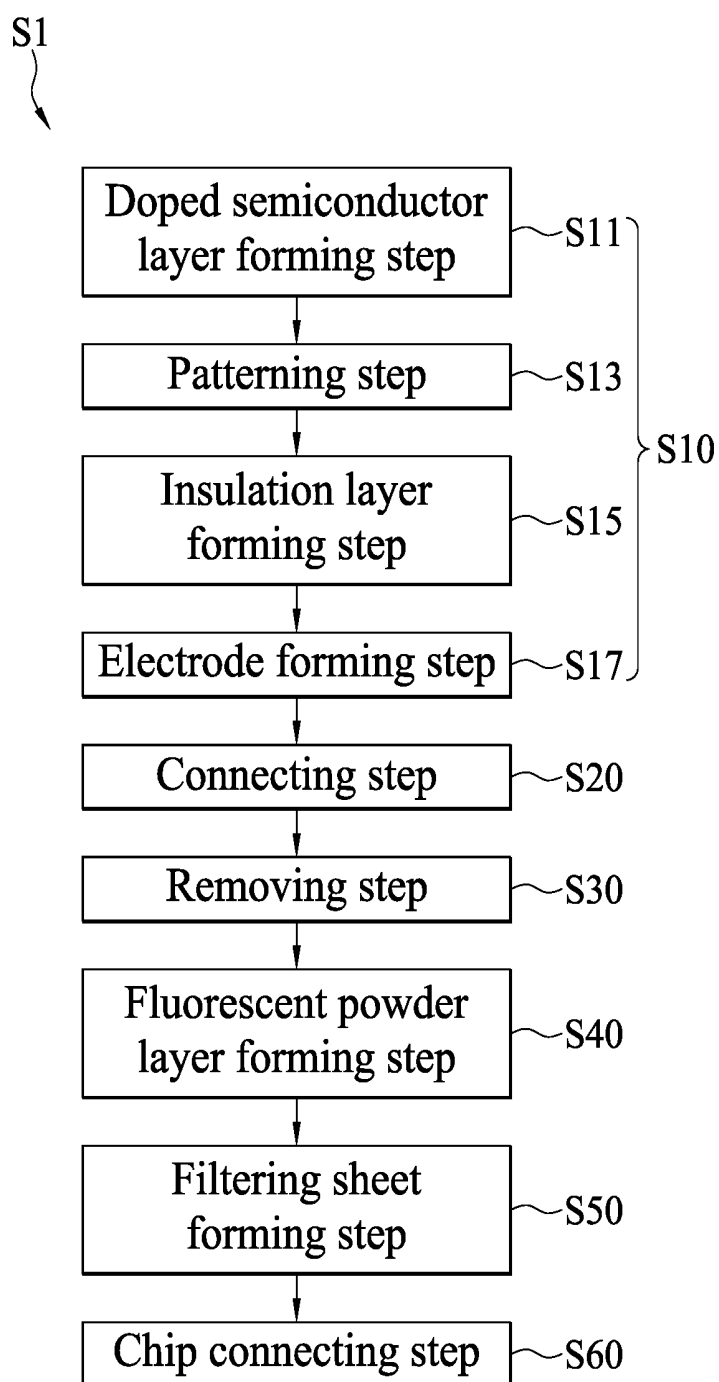 S1
Doped semiconductor
layer forming step
S11
Patterning step
S13
S10
Insulation layer
forming step
S15
Electrode forming step
S17
Connecting step
S20
Removing step
S30
Fluorescent powder
layer forming step
S40
Filtering sheet
forming step
S50
Chip connecting step
S60